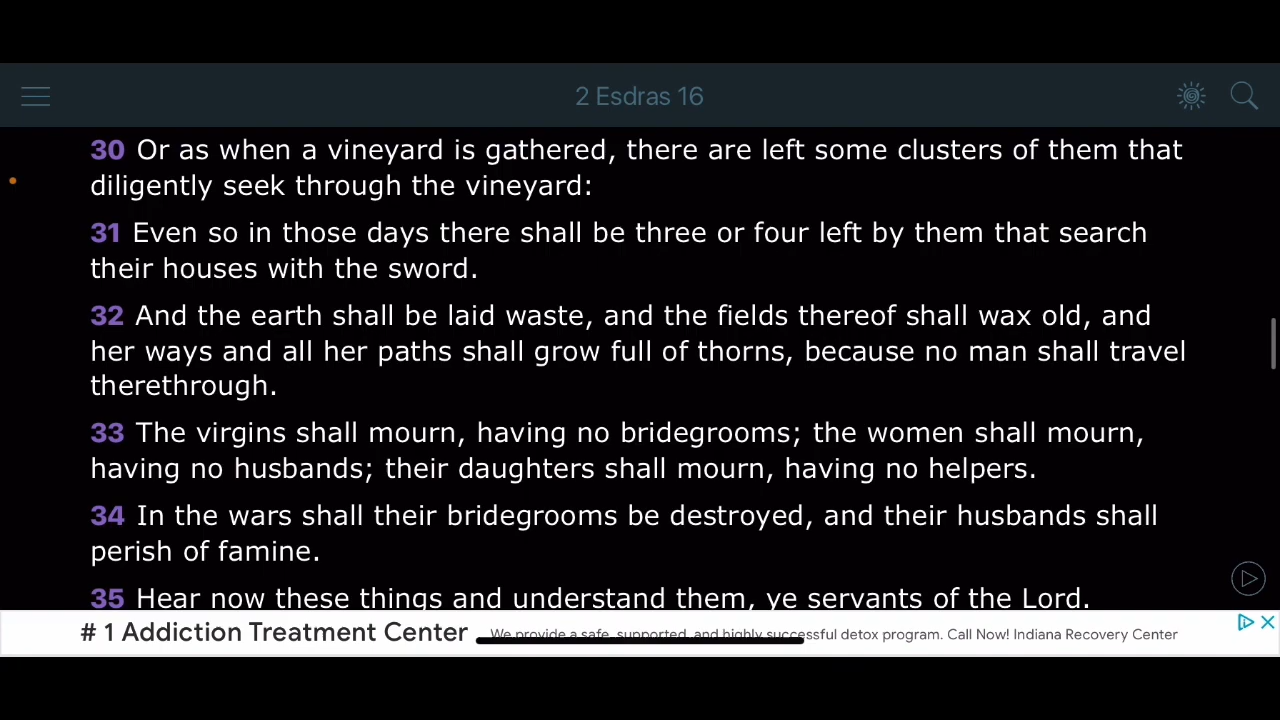 2 Esdras 16
30 Or as when a vineyard is gathered, there are left some clusters of them that
diligently seek through the vineyard:
31 Even so in those days there shall be three or four left by them that search
their houses with the sword.
32 And the earth shall be laid waste, and the fields thereof shall wax old, and
her ways and all her paths shall grow full of thorns, because no man shall travel
therethrough.
33 The virgins shall mourn, having no bridegrooms; the women shall mourn,
having no husbands; their daughters shall mourn, having no helpers.
34 In the wars shall their bridegrooms be destroyed, and their husbands shall
perish of famine.
35 Hear now these things and understand them, ye servants of the Lord.
# 1 Addiction Treatment Center
We provide a safe, supported, and highly successful detox program. Call Now! Indiana Recovery Center